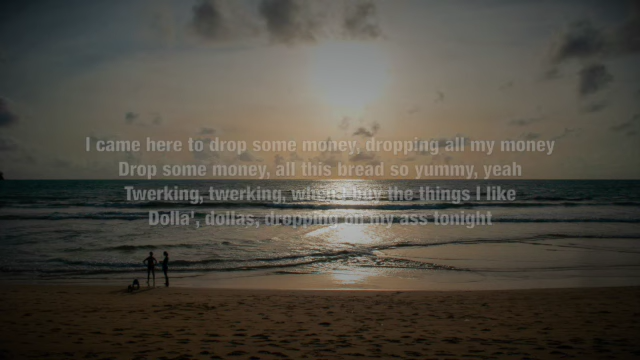 I came here to drop some money, dropping all my money
Drop some money, all this bread so yummy, yeah
Twerking, twerking, when I buy the things I like
Dolla', dollas, dropping on my ass tonight